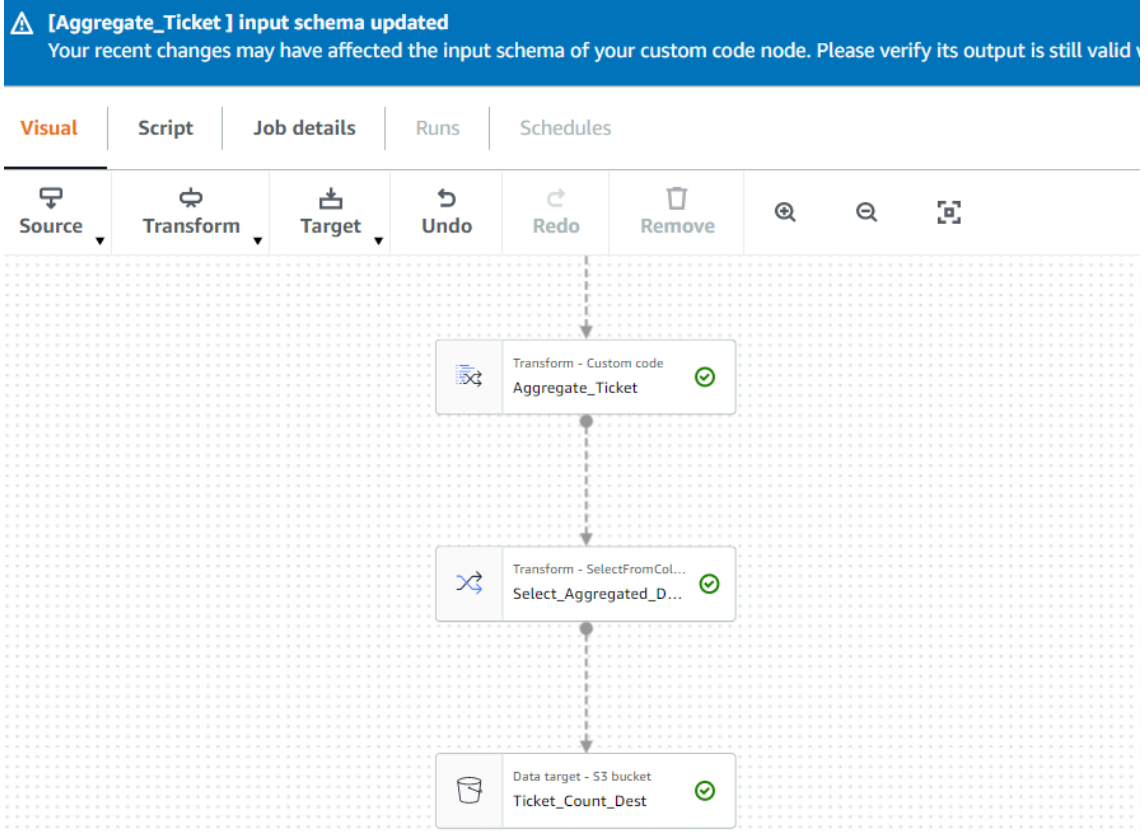 [Aggregate_Ticket ] input schema updated
Your recent changes may have affected the input schema of your custom code node. Please verify its output is still valid
Visual
Script
Job details
Runs
Schedules
Source
Transform
Target
Undo
Redo
Remove
Transform - Custom code
Aggregate_Ticket
Transform - SelectFromCol...
Select_Aggregated_D...
Data target - S3 bucket
Ticket_Count_Dest